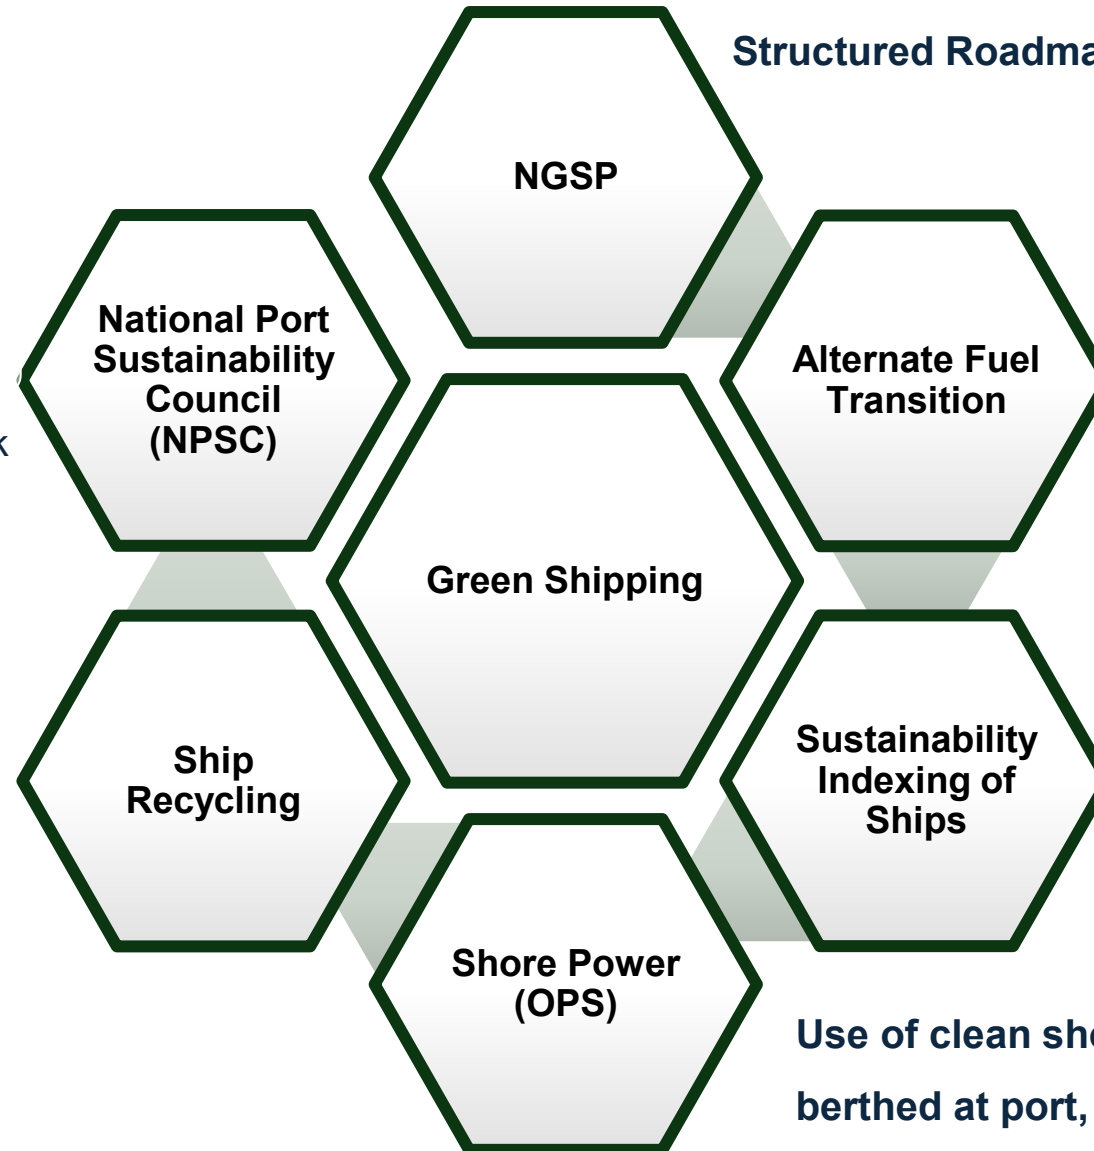 Structured Roadma
NGSP
National Port
Sustainability
Council
(NPSC)
k
Alternate Fuel
Transition
Green Shipping
Ship
Recycling
Sustainability
Indexing of
Ships
Shore Power
(OPS)
Use of clean sho
berthed at port,